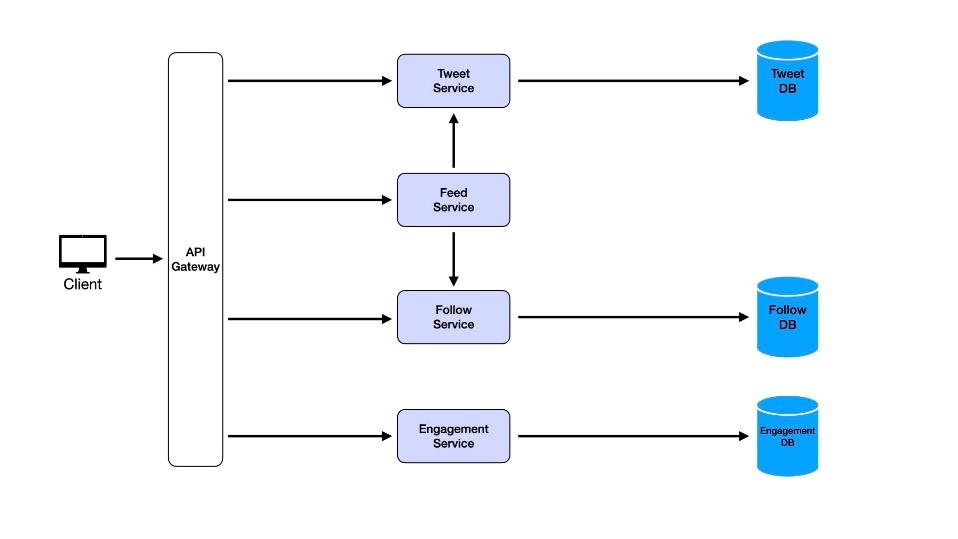 Tweet
Service
Tweet
DB
Feed
Service
API
Gateway
Client
Follow
Service
Follow
DB
Engagement
Service
Engagement
DB